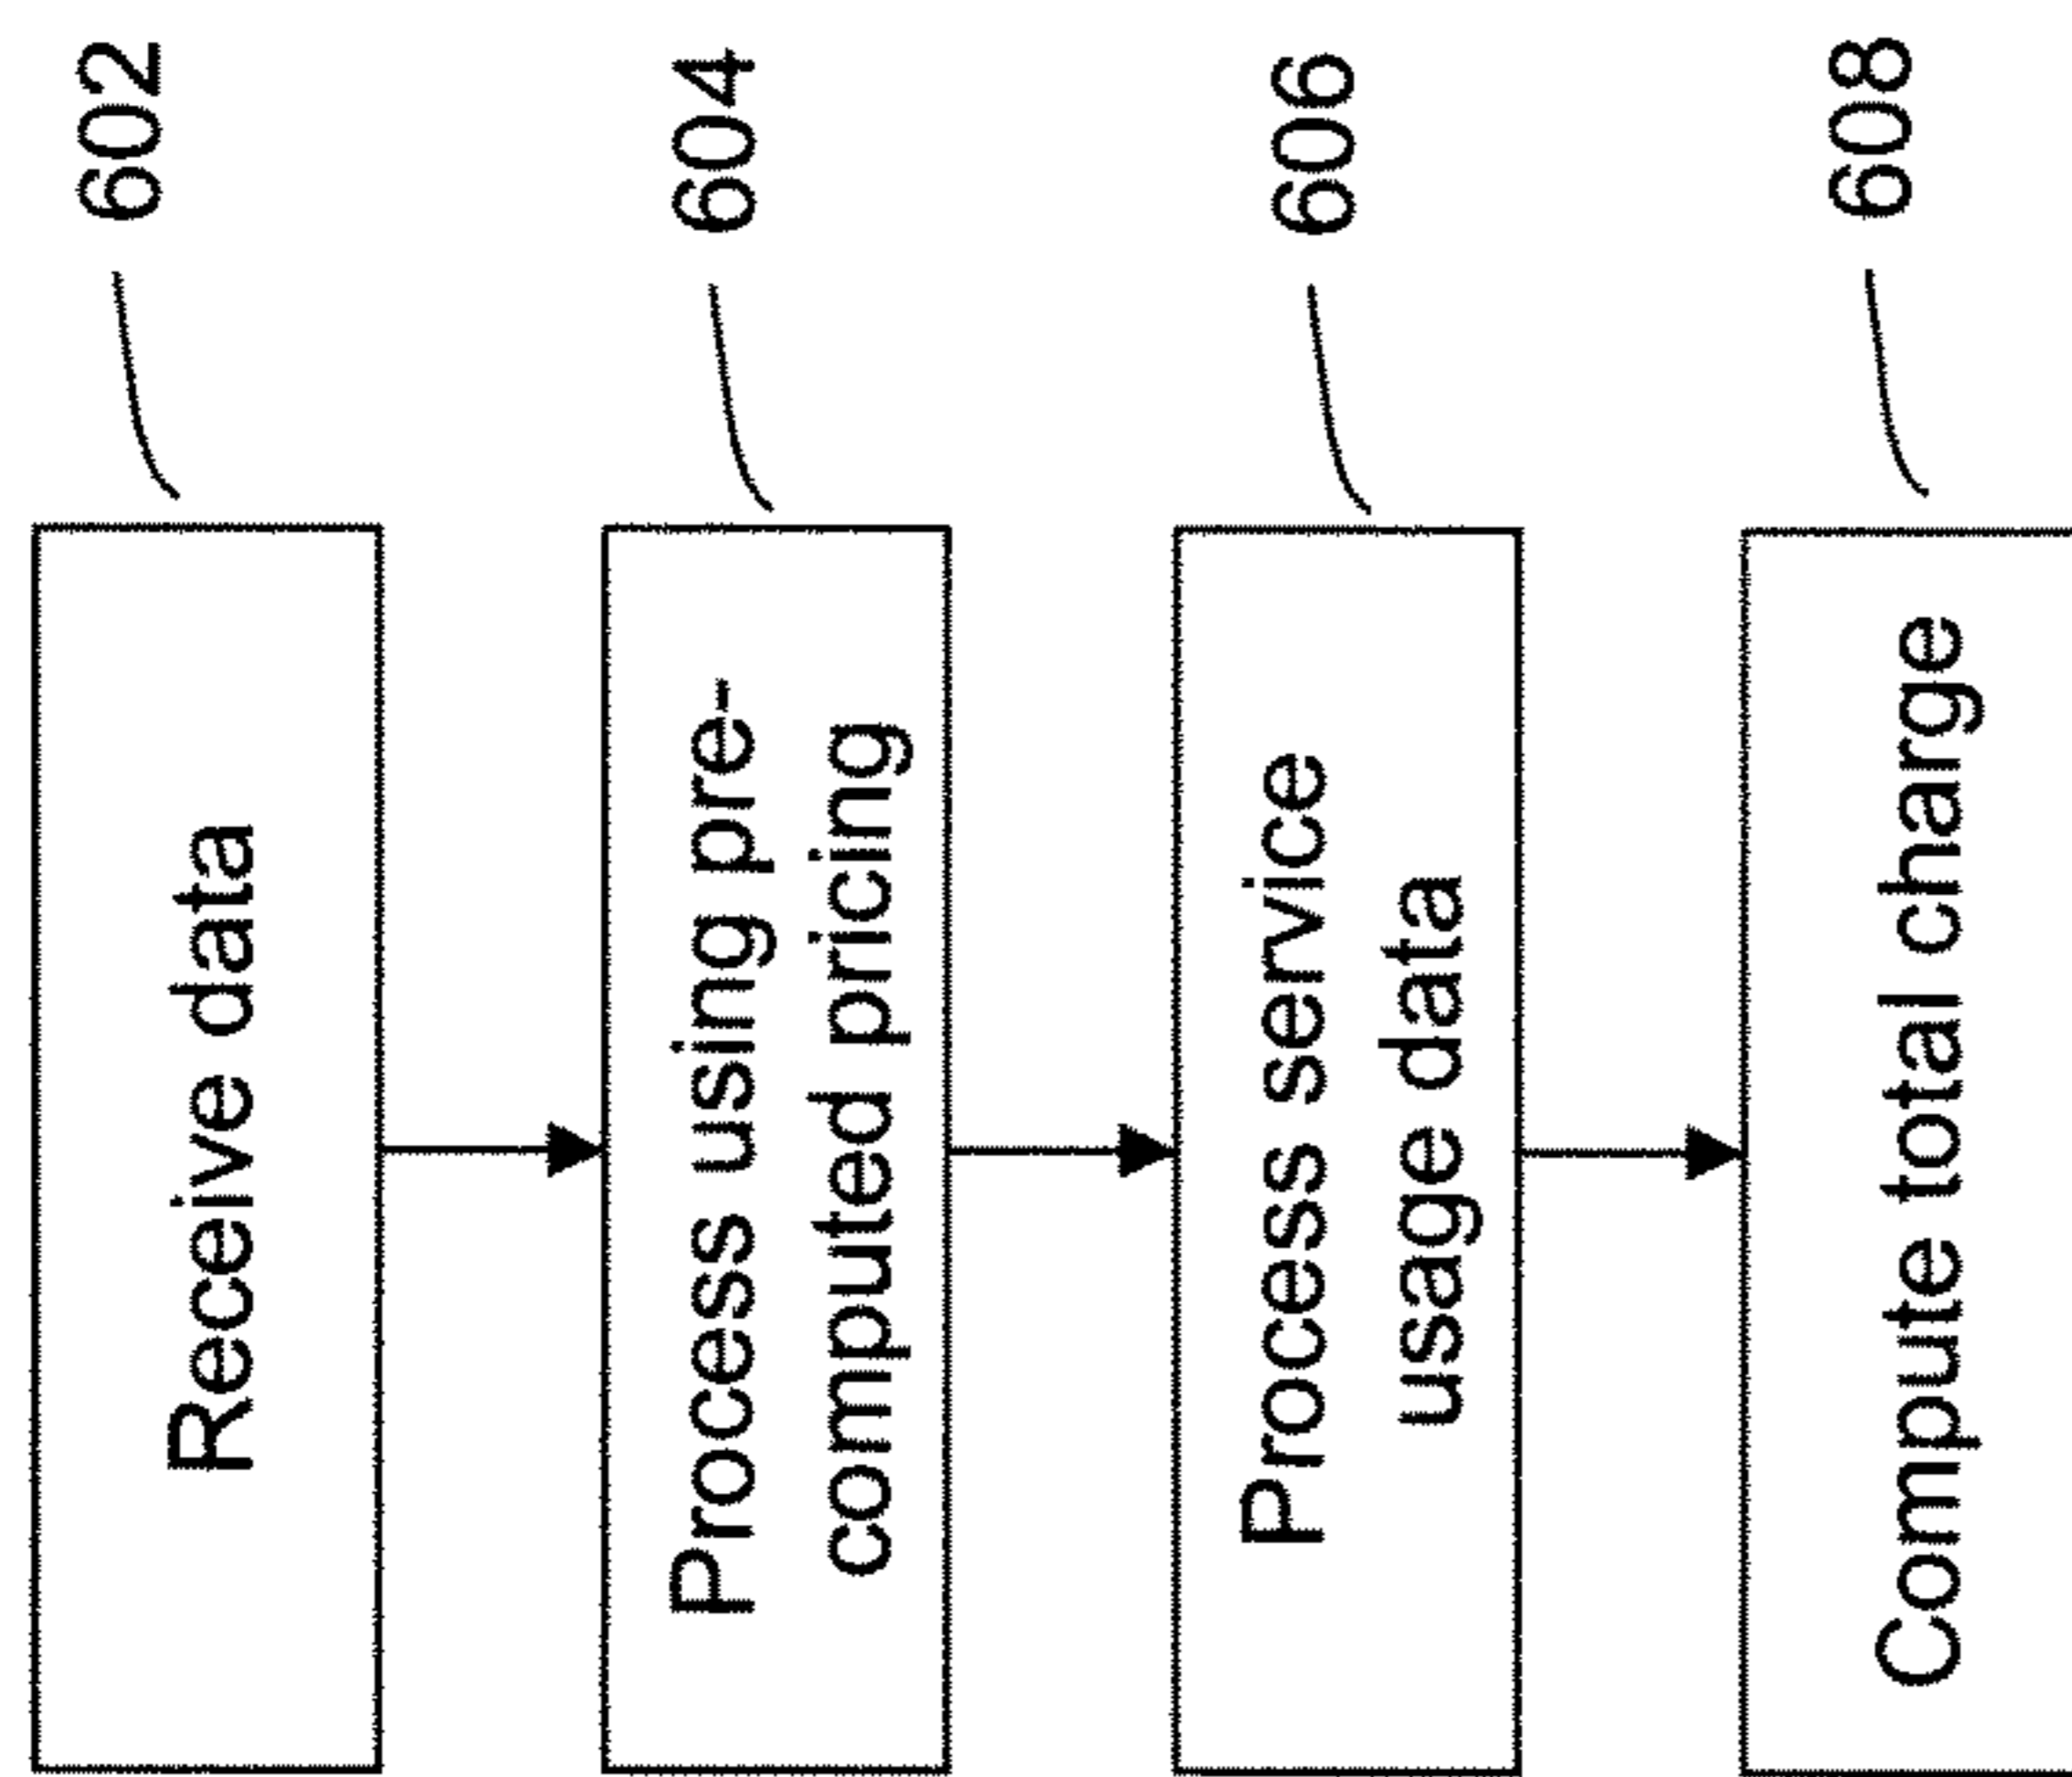 Receive data
602
Process using pre-
computed pricing
604
Process service
usage data
606
Compute total charge
608